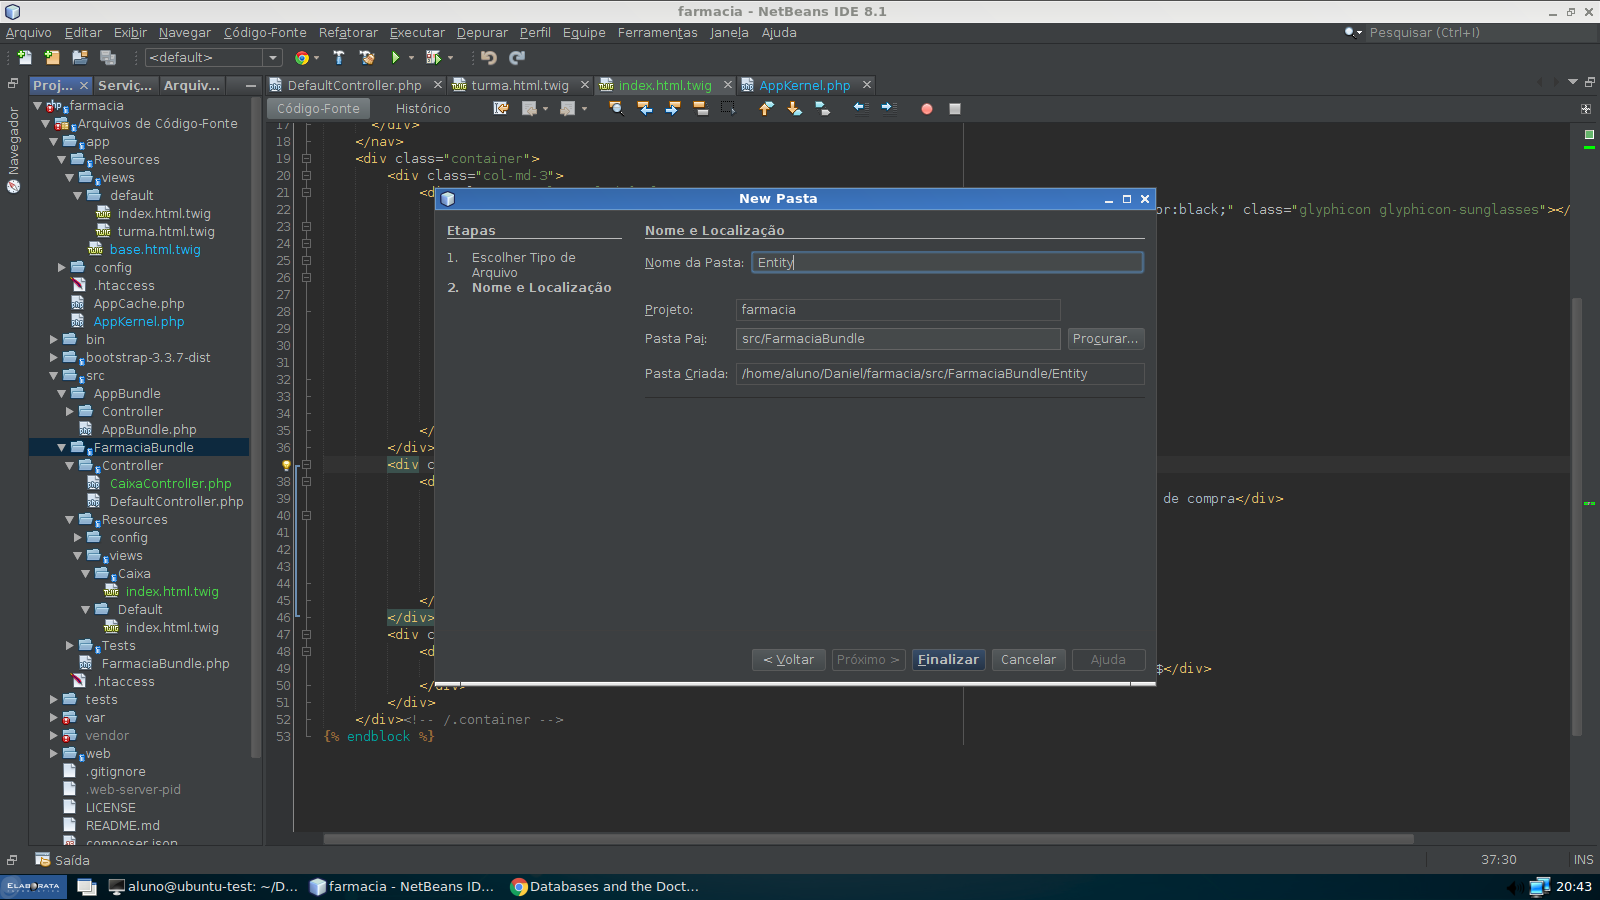 farmacia - NetBeans IDE 8.1
Arquivo Editar Exibir Navegar Código-Fonte Refatorar Executar Depurar Perfil Equipe Ferramentas Janela Ajuda
Pesquisar (Ctrl+I)
<default>
Proj... Serviç... Arquiv...
DefaultController.php turma.html.twig index.html.twig AppKernel.php
Código-Fonte Histórico
Navegador
farmacia
Arquivos de Código-Fonte
app
Resources
views
default
index.html.twig
turma.html.twig
base.html.twig
config
.htaccess
AppCache.php
AppKernel.php
bin
bootstrap-3.3.7-dist
src
AppBundle
Controller
AppBundle.php
FarmaciaBundle
Controller
CaixaController.php
DefaultController.php
Resources
config
views
Caixa
index.html.twig
Default
index.html.twig
Tests
FarmaciaBundle.php
.htaccess
tests
var
vendor
web
.gitignore
.web-server-pid
LICENSE
README.md
composer.json
17 </div>
18 </nav>
19 <div class="container">
20 <div class="col-md-3">
21 <d
22 or:black;" class="glyphicon glyphicon-sunglasses"></
23
24
25
26
27
28
29
30
31
32
33
34
35 </
36 </div>
<div c
38 <d
39 de compra</div>
40
41
42
43
44
45 </
46 </div>
47 <div c
48 <d
49 $</div>
50 </div>
51 </div>
52 </div><!-- /.container -->
53 {% endblock %}
New Pasta
Etapas
1. Escolher Tipo de
Arquivo
2. Nome e Localização
Nome e Localização
Nome da Pasta: Entity
Projeto: farmacia
Pasta Pai: src/FarmaciaBundle Procurar...
Pasta Criada: /home/aluno/Daniel/farmacia/src/FarmaciaBundle/Entity
< Voltar Próximo > Finalizar Cancelar Ajuda
Saída
37:30 INS
ELABORATA aluno@ubuntu-test: ~/D... farmacia - NetBeans ID... Databases and the Doct... 20:43